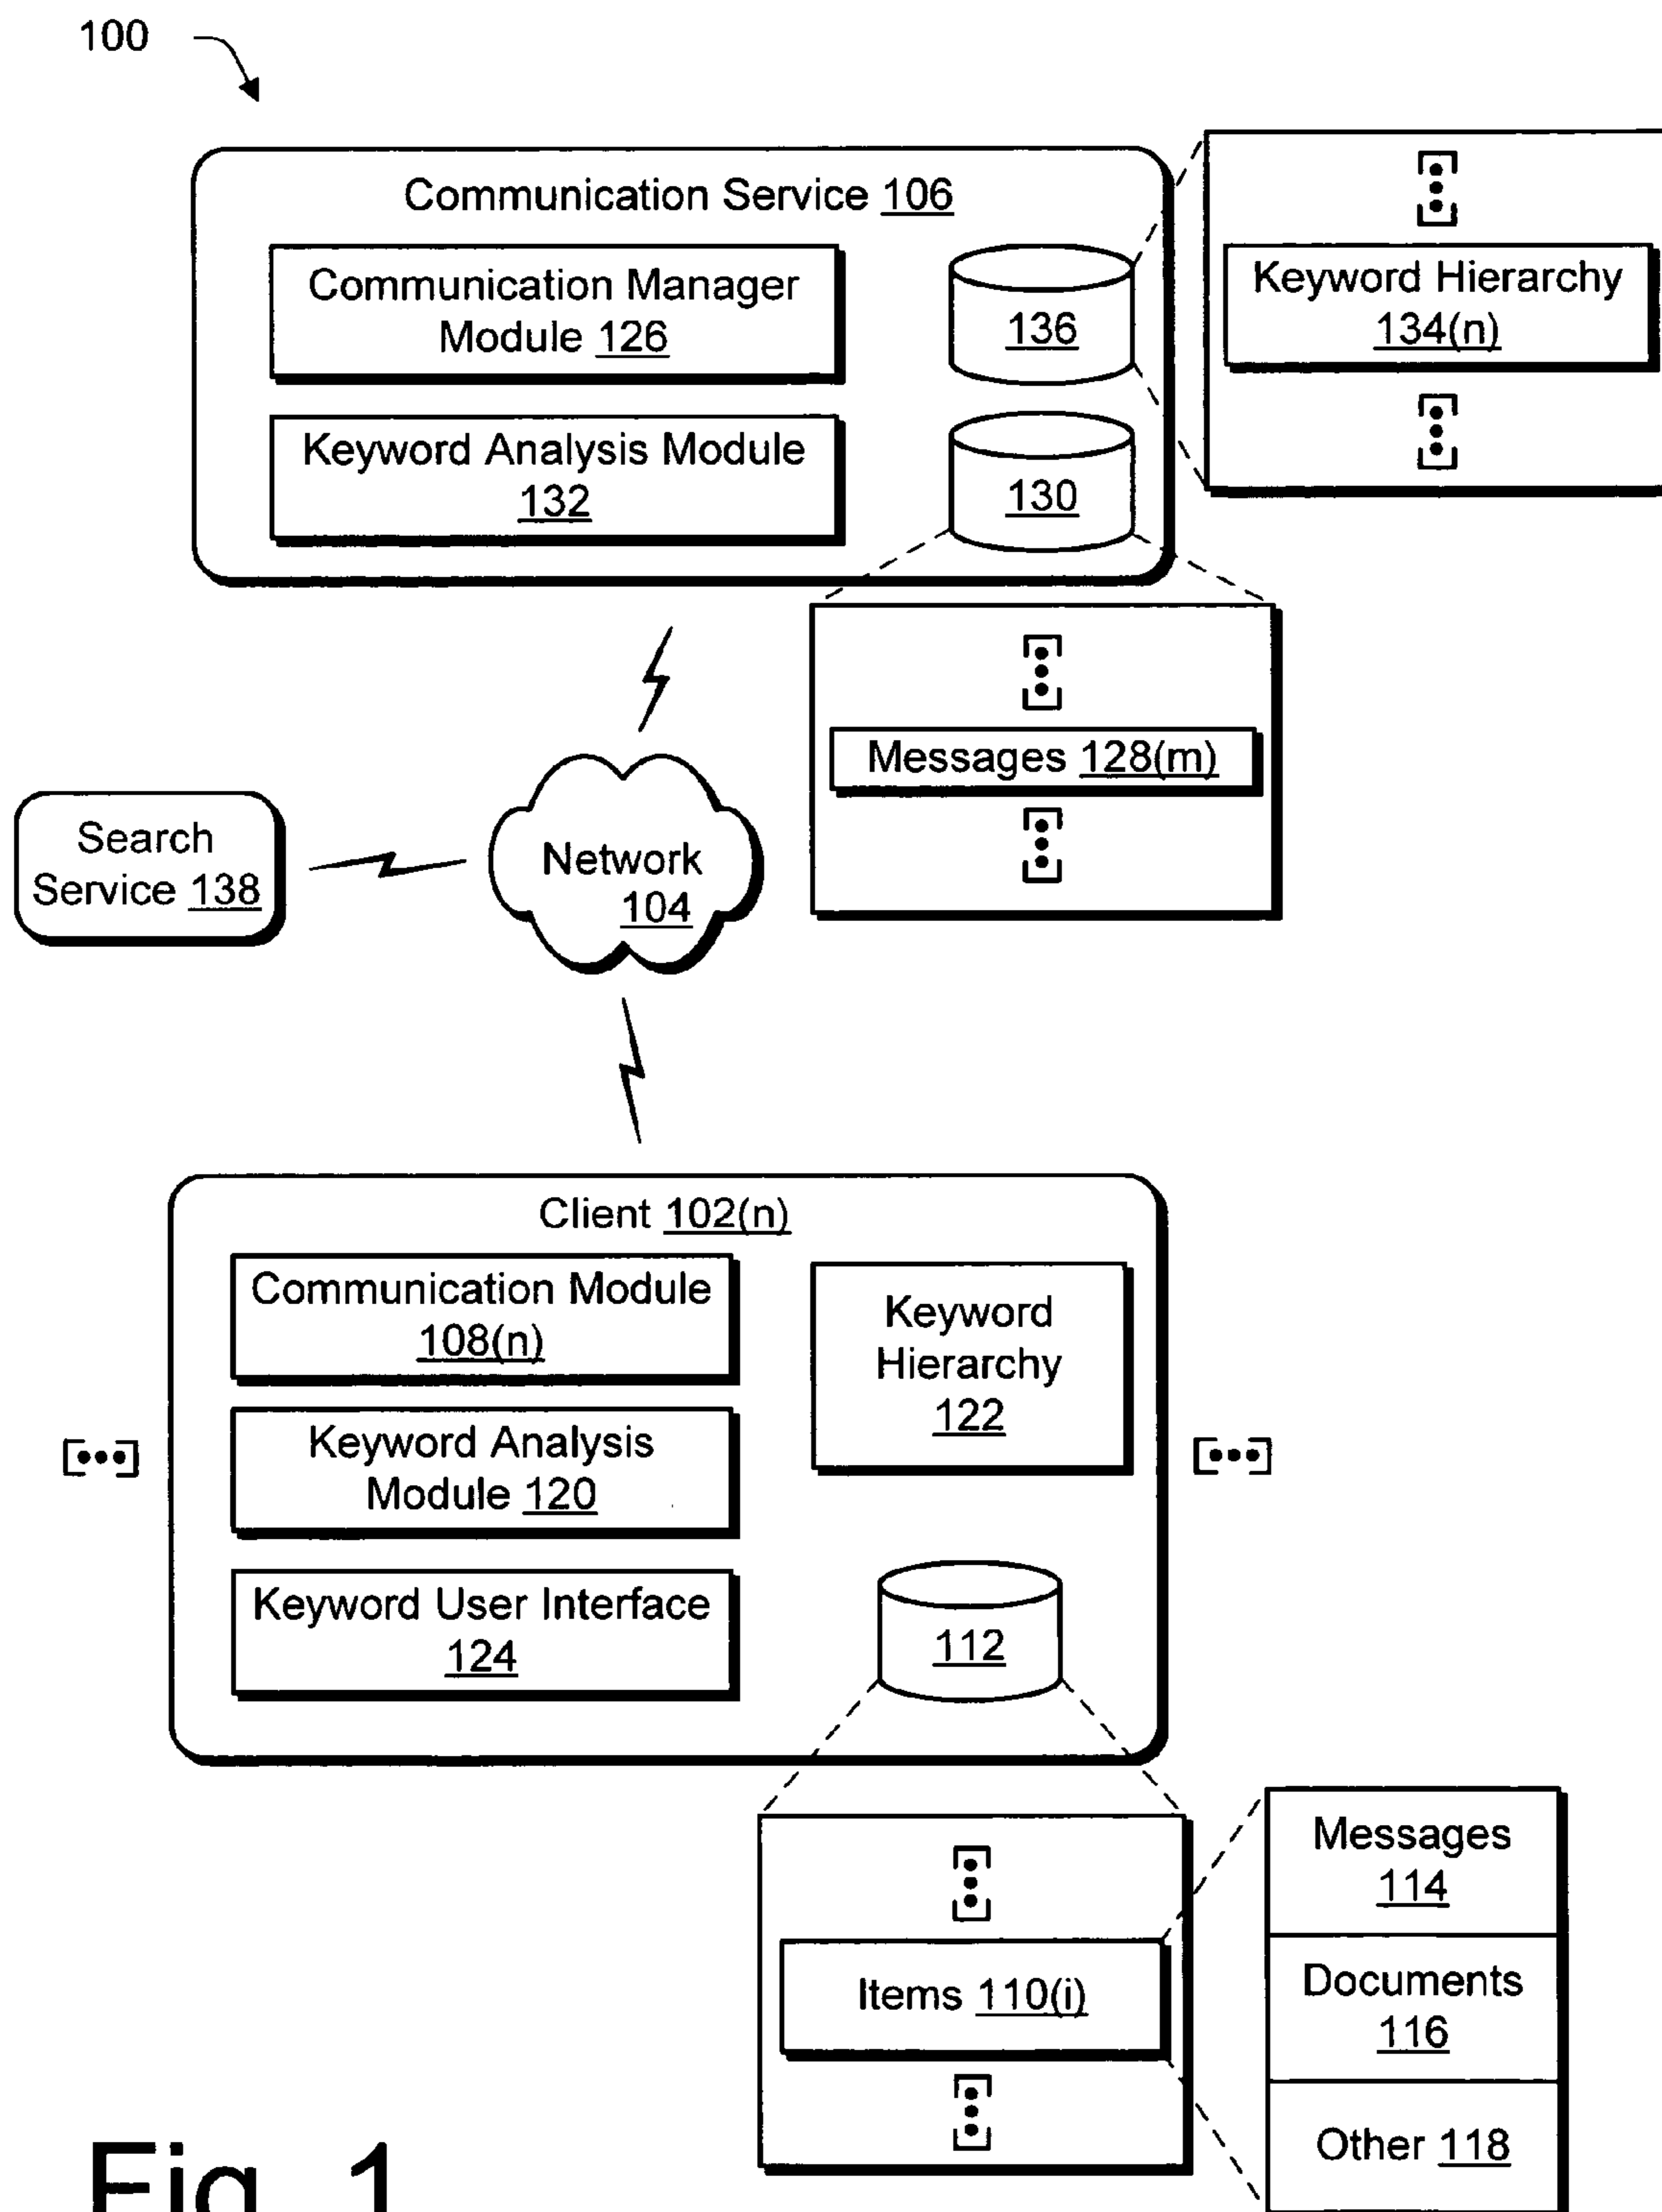 100
Communication Service 106
Communication Manager
Module 126
136
Keyword Hierarchy
134(n)
Keyword Analysis Module
132
130
Messages 128(m)
Search
Service 138
Network
104
Client 102(n)
Communication Module
108(n)
Keyword
Hierarchy
122
Keyword Analysis
Module 120
Keyword User Interface
124
112
Messages
114
Items 110(i)
Documents
116
Other 118
Fig. 1